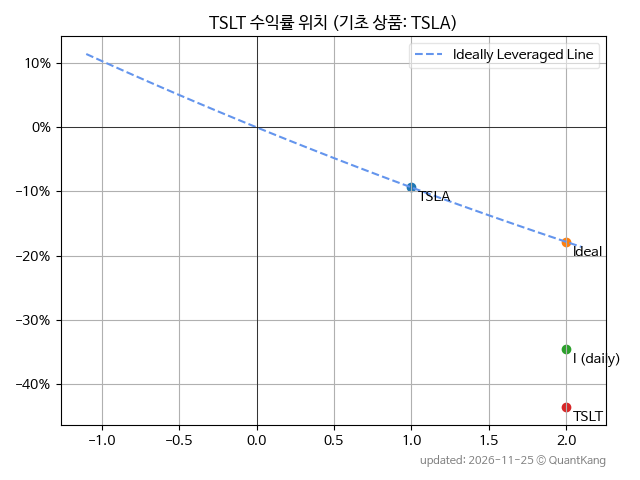 TSLT 수익률 위치 (기초 상품: TSLA)
Ideally Leveraged Line
10%
0%
−10%
−20%
−30%
−40%
TSLA
Ideal
I (daily)
TSLT
−1.0 −0.5 0.0 0.5 1.0 1.5 2.0
updated: 2026-11-25 ⓒ QuantKang